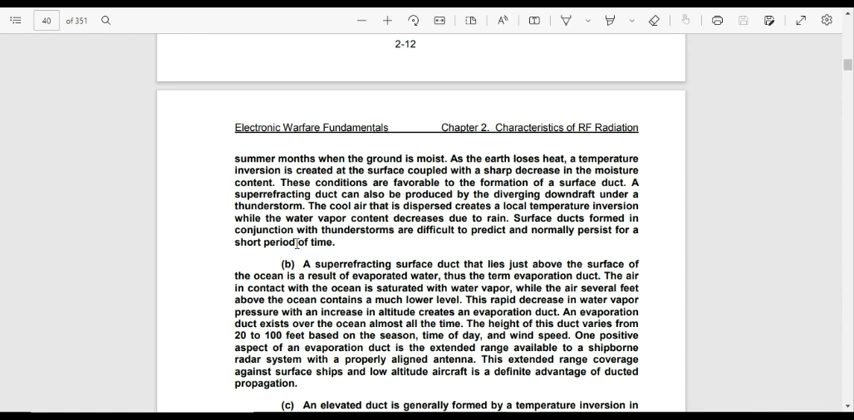 40 of 351
2-12
Electronic Warfare Fundamentals Chapter 2. Characteristics of RF Radiation
summer months when the ground is moist. As the earth loses heat, a temperature
inversion is created at the surface coupled with a sharp decrease in the moisture
content. These conditions are favorable to the formation of a surface duct. A
superrefracting duct can also be produced by the diverging downdraft under a
thunderstorm. The cool air that is dispersed creates a local temperature inversion
while the water vapor content decreases due to rain. Surface ducts formed in
conjunction with thunderstorms are difficult to predict and normally persist for a
short period of time.
(b) A superrefracting surface duct that lies just above the surface of
the ocean is a result of evaporated water, thus the term evaporation duct. The air
in contact with the ocean is saturated with water vapor, while the air several feet
above the ocean contains a much lower level. This rapid decrease in water vapor
pressure with an increase in altitude creates an evaporation duct. An evaporation
duct exists over the ocean almost all the time. The height of this duct varies from
20 to 100 feet based on the season, time of day, and wind speed. One positive
aspect of an evaporation duct is the extended range available to a shipborne
radar system with a properly aligned antenna. This extended range coverage
against surface ships and low altitude aircraft is a definite advantage of ducted
propagation.
(c) An elevated duct is generally formed by a temperature inversion in